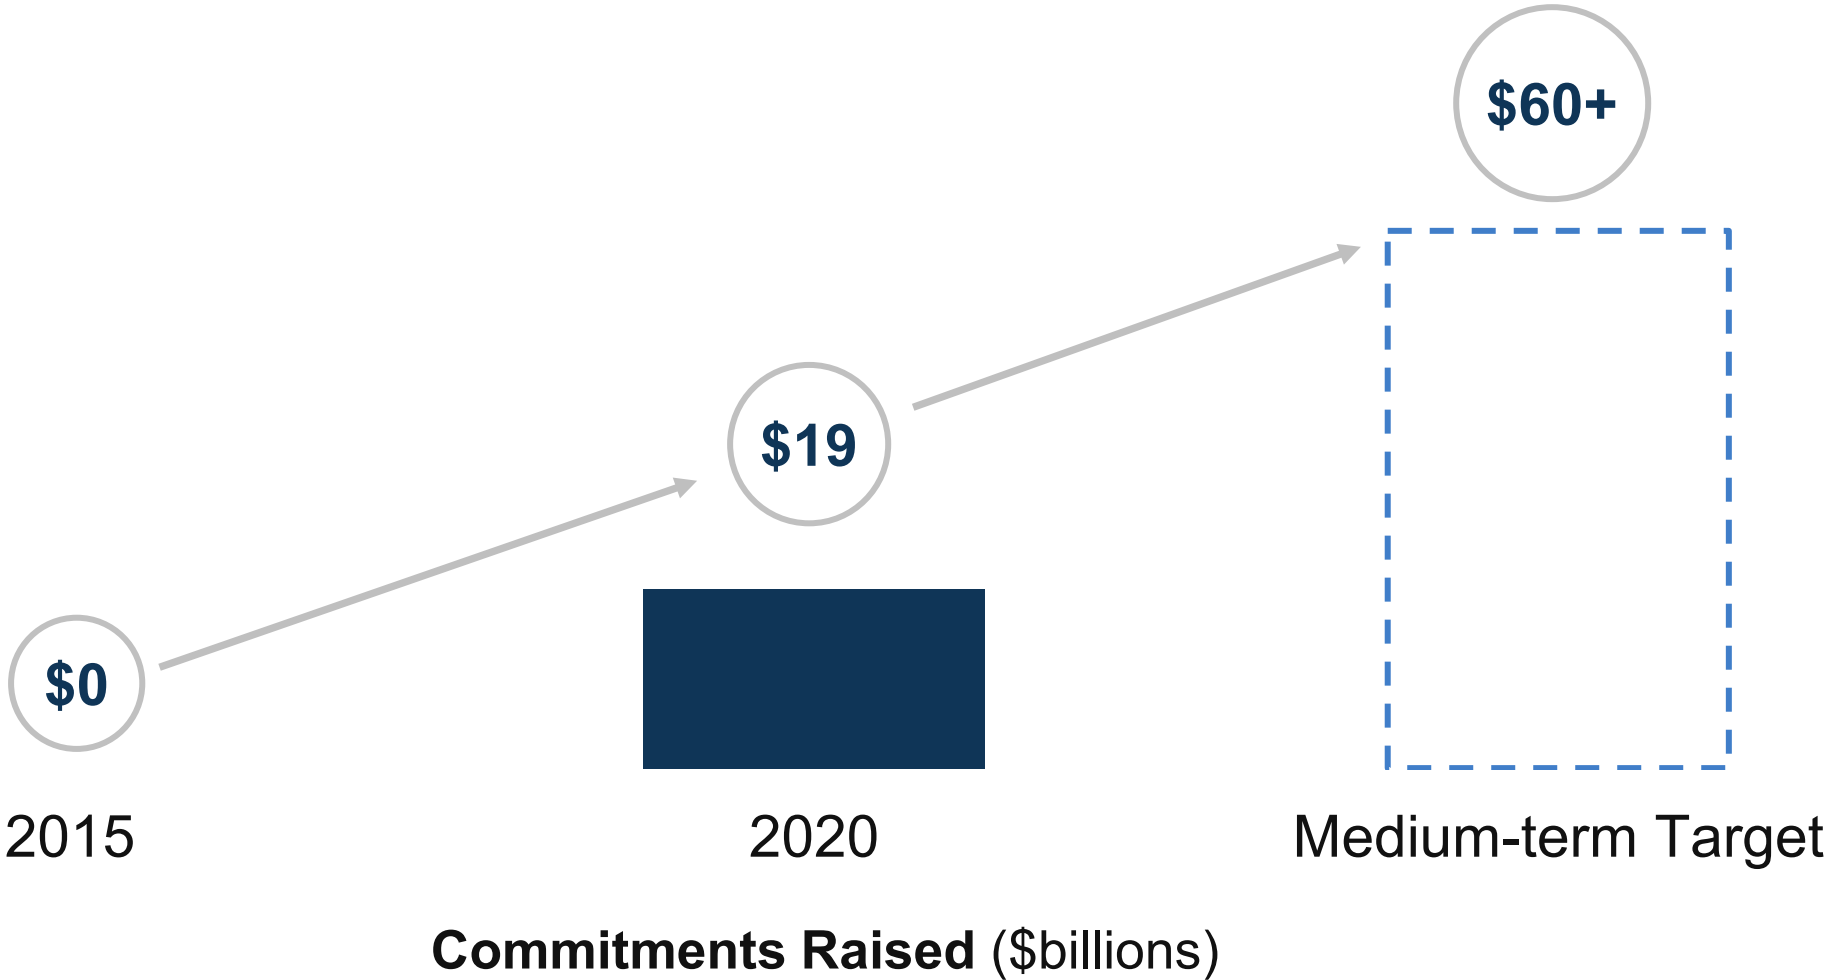 $60+
$19
$0
2015
2020
Medium-term Target
Commitments Raised ($billions)